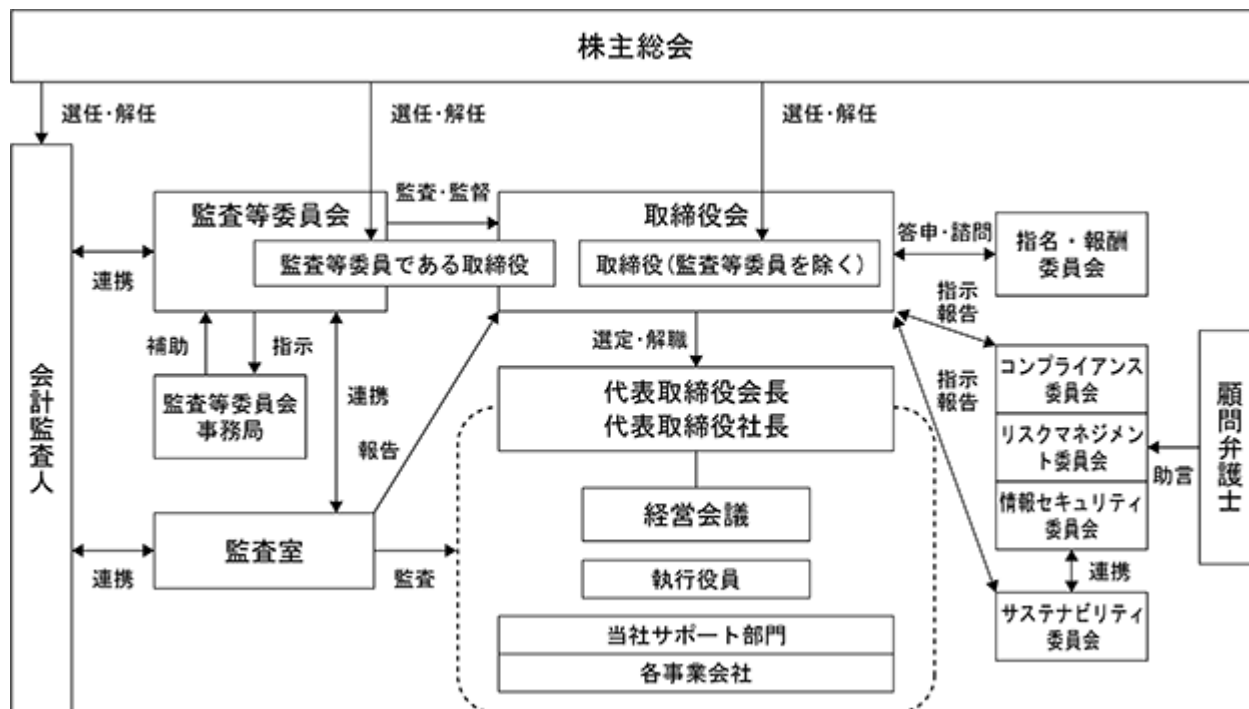 株主総会
選任・解任
選任・解任
選任・解任
監査等委員会
監査・監督
取締役会
監査等委員である取締役
取締役(監査等委員を除く)
答申・諮問
指名・報酬
委員会
連携
指示
報告
補助
指示
選定・解職
監査等委員会
事務局
連携
報告
代表取締役会長
代表取締役社長
指示
報告
コンプライアンス
委員会
リスクマネジメン
ト委員会
情報セキュリティ
委員会
助言
顧問弁護士
会計監査人
経営会議
監査室
連携
監査
執行役員
連携
サステナビリティ
委員会
当社サポート部門
各事業会社